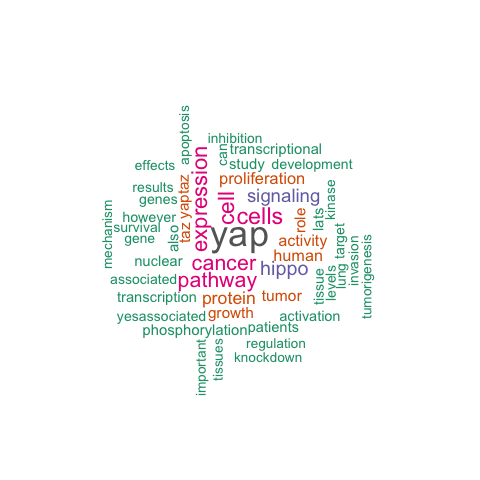 apoptosis
inhibition
can
transcriptional
effects
study
development
expression
proliferation
results
yaptaz
cell
signaling
kinase
genes
taz
cells
role
lats
mechanism
however
survival
also
yap
activity
target
gene
human
tumorigenesis
nuclear
cancer
hippo
tissue
levels
lung
invasion
associated
pathway
transcription
protein
tumor
growth
yesassociated
activation
phosphorylation
patients
regulation
important
tissues
knockdown